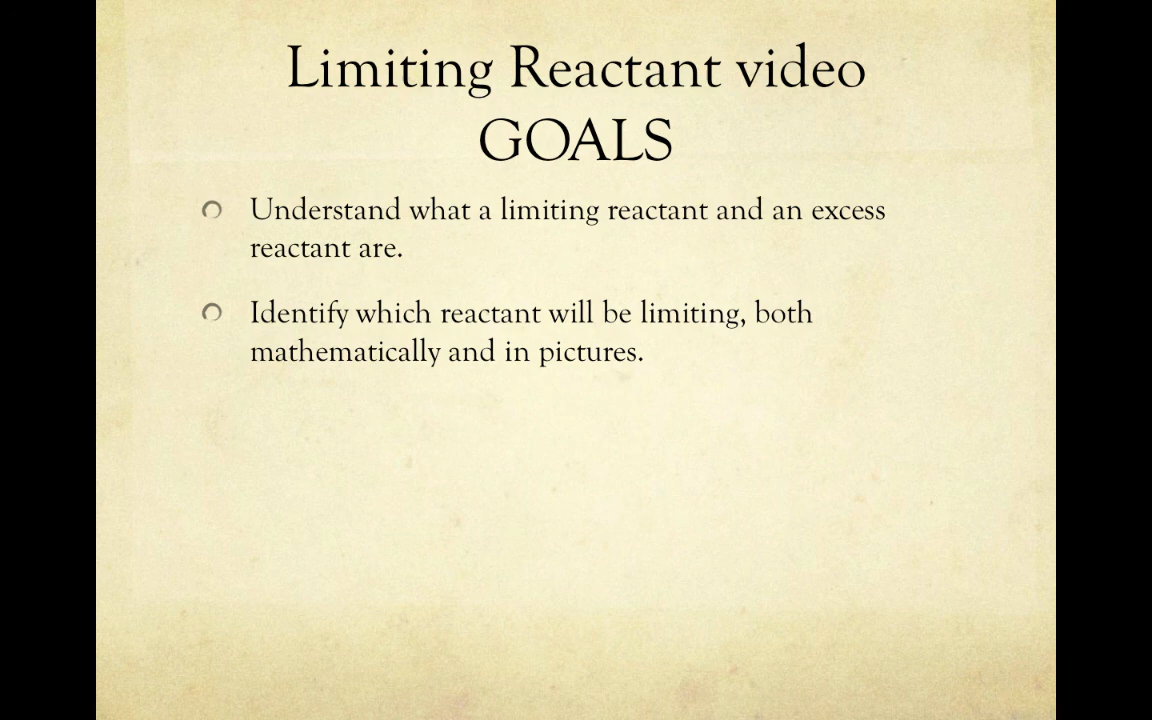 Limiting Reactant video
GOALS
Understand what a limiting reactant and an excess
reactant are.
Identify which reactant will be limiting, both
mathematically and in pictures.